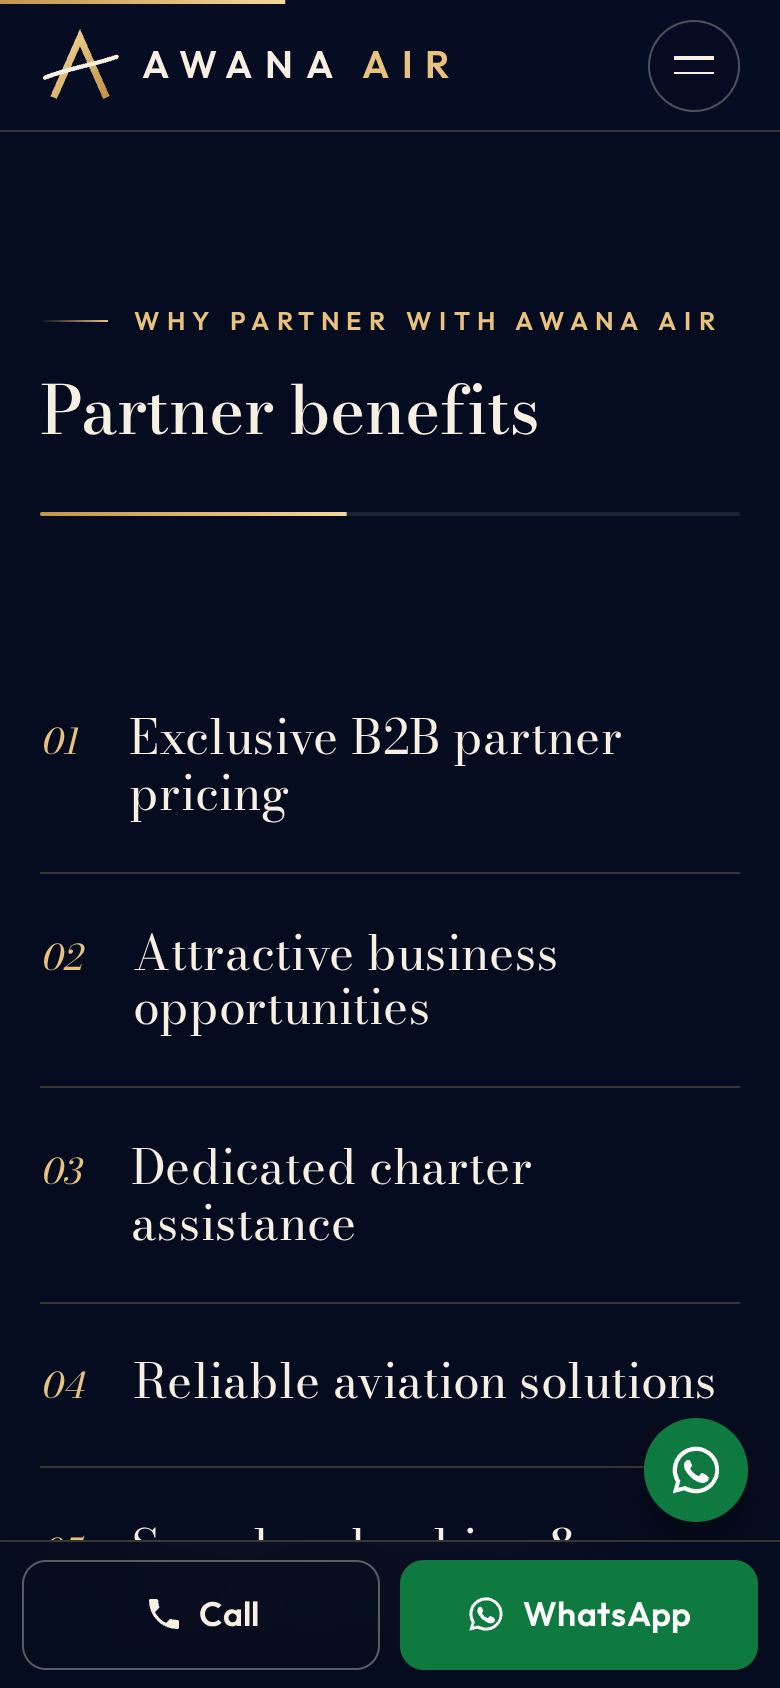 AWANA AIR
WHY PARTNER WITH AWANA AIR
Partner benefits
01 Exclusive B2B partner
pricing
02 Attractive business
opportunities
03 Dedicated charter
assistance
04 Reliable aviation solutions
Call
WhatsApp